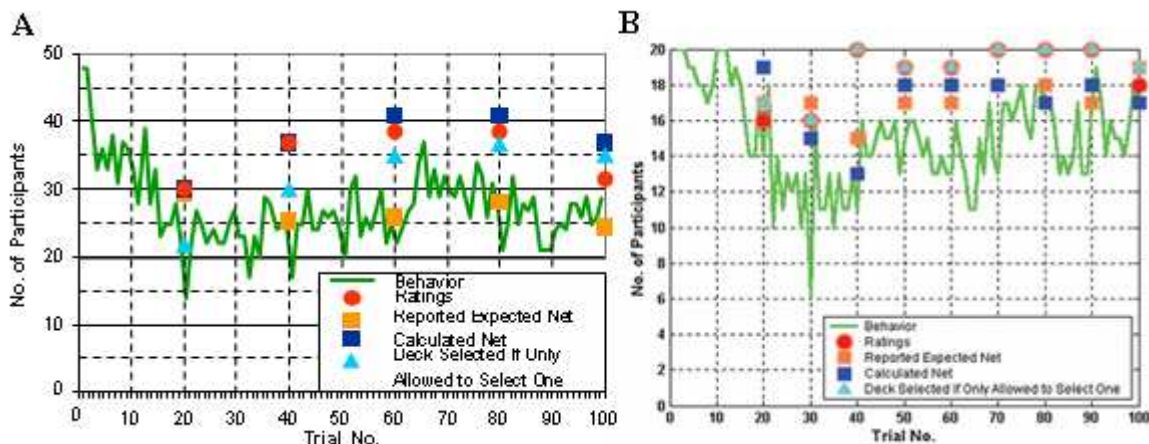 A
50
40
30
20
10
0
No. of Participants
Behavior
Ratings
Reported Expected Net
Calculated Net
Deck Selected If Only
Allowed to Select One
0 10 20 30 40 50 60 70 80 90 100
Trial No.
B
20
18
16
14
12
10
8
6
4
2
0
No. of Participants
Behavior
Ratings
Reported Expected Net
Calculated Net
Deck Selected If Only Allowed to Select One
0 10 20 30 40 50 60 70 80 90 100
Trial No.